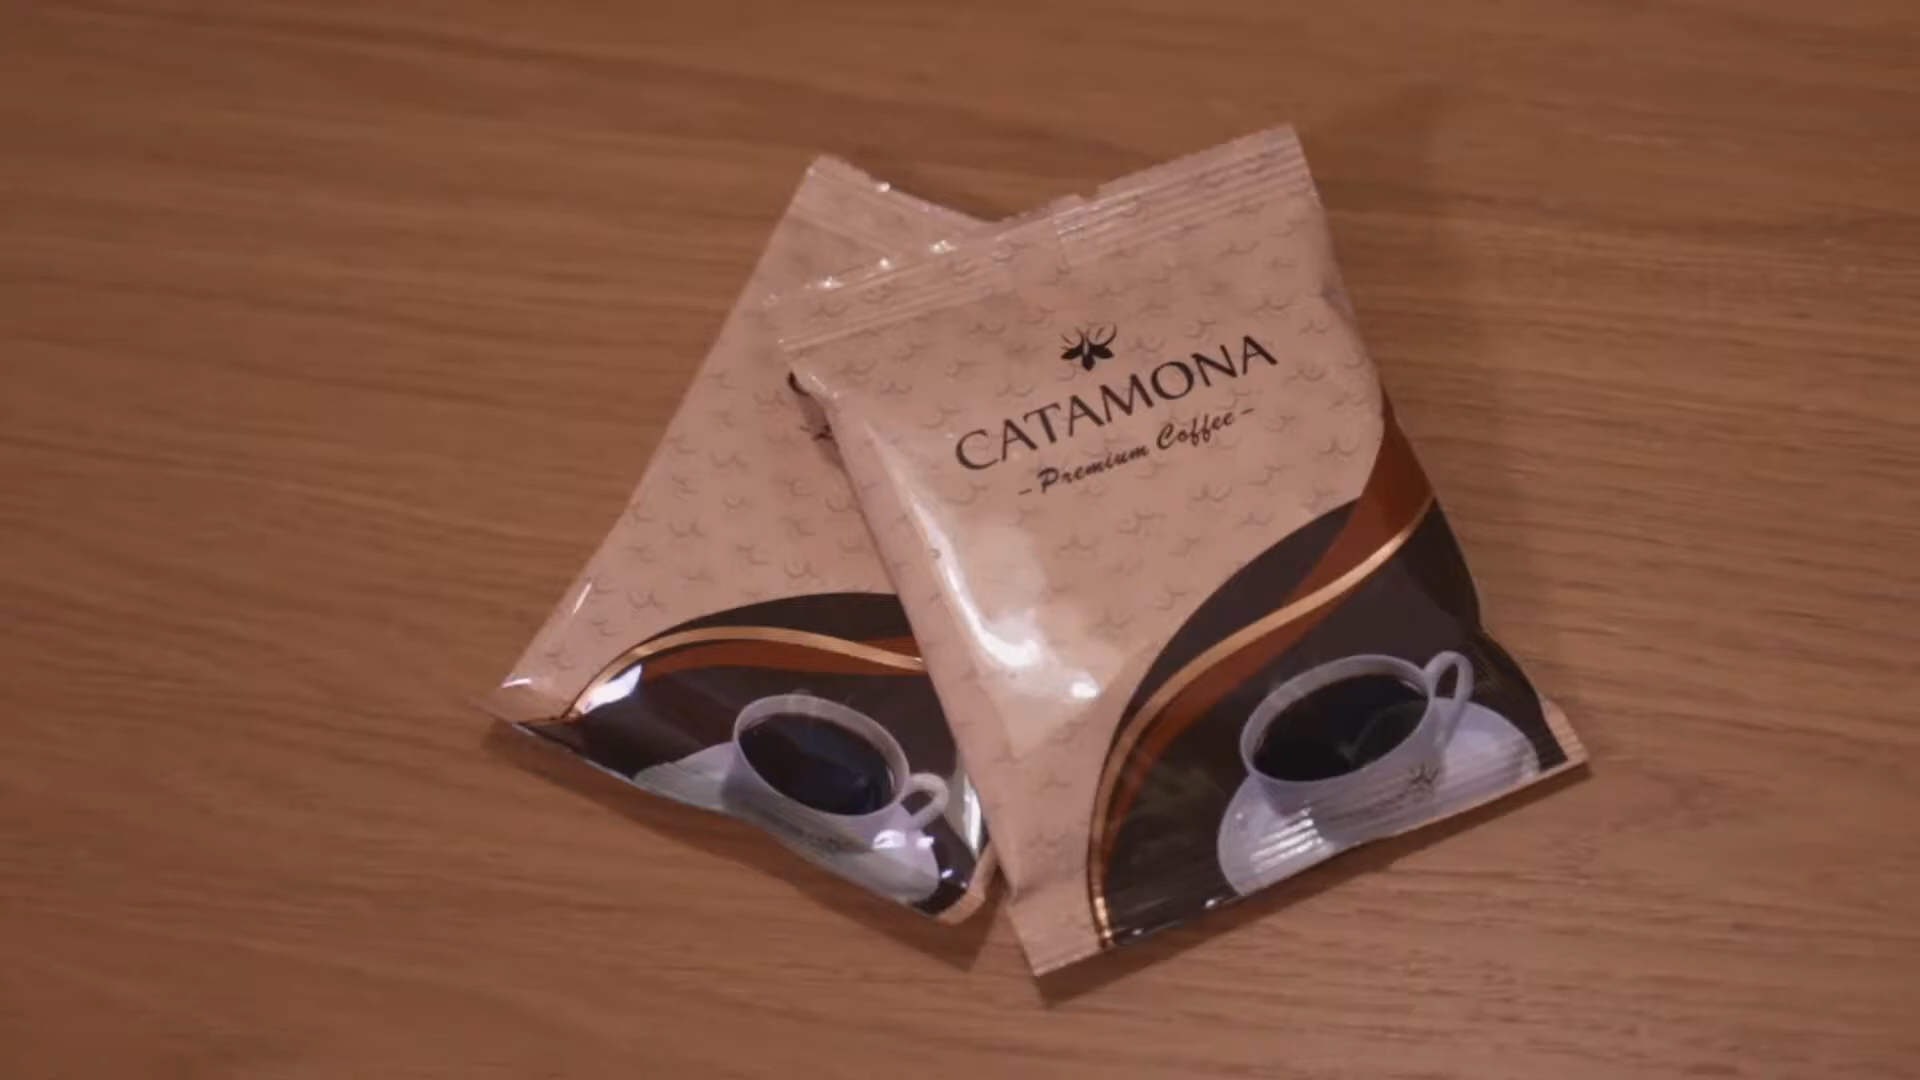 CATAMONA
– Premium Coffee –